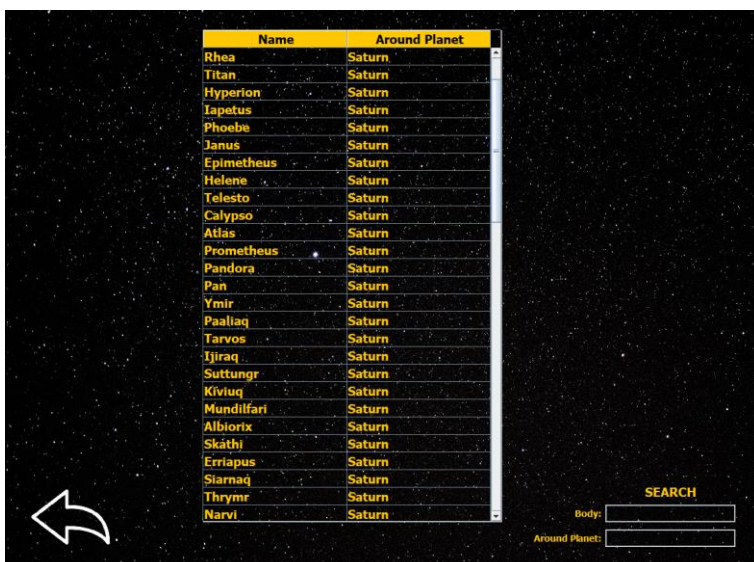 Name Around Planet
Rhea Saturn
Titan Saturn
Hyperion Saturn
Iapetus Saturn
Phoebe Saturn
Janus Saturn
Epimetheus Saturn
Helene Saturn
Telesto Saturn
Calypso Saturn
Atlas Saturn
Prometheus Saturn
Pandora Saturn
Pan Saturn
Ymir Saturn
Paaliaq Saturn
Tarvos Saturn
Ijiraq Saturn
Suttungr Saturn
Kiviuq Saturn
Mundilfari Saturn
Albiorix Saturn
Skathi Saturn
Erriapus Saturn
Siarnaq Saturn
Thrymr Saturn
Narvi Saturn
SEARCH
Body:
Around Planet: